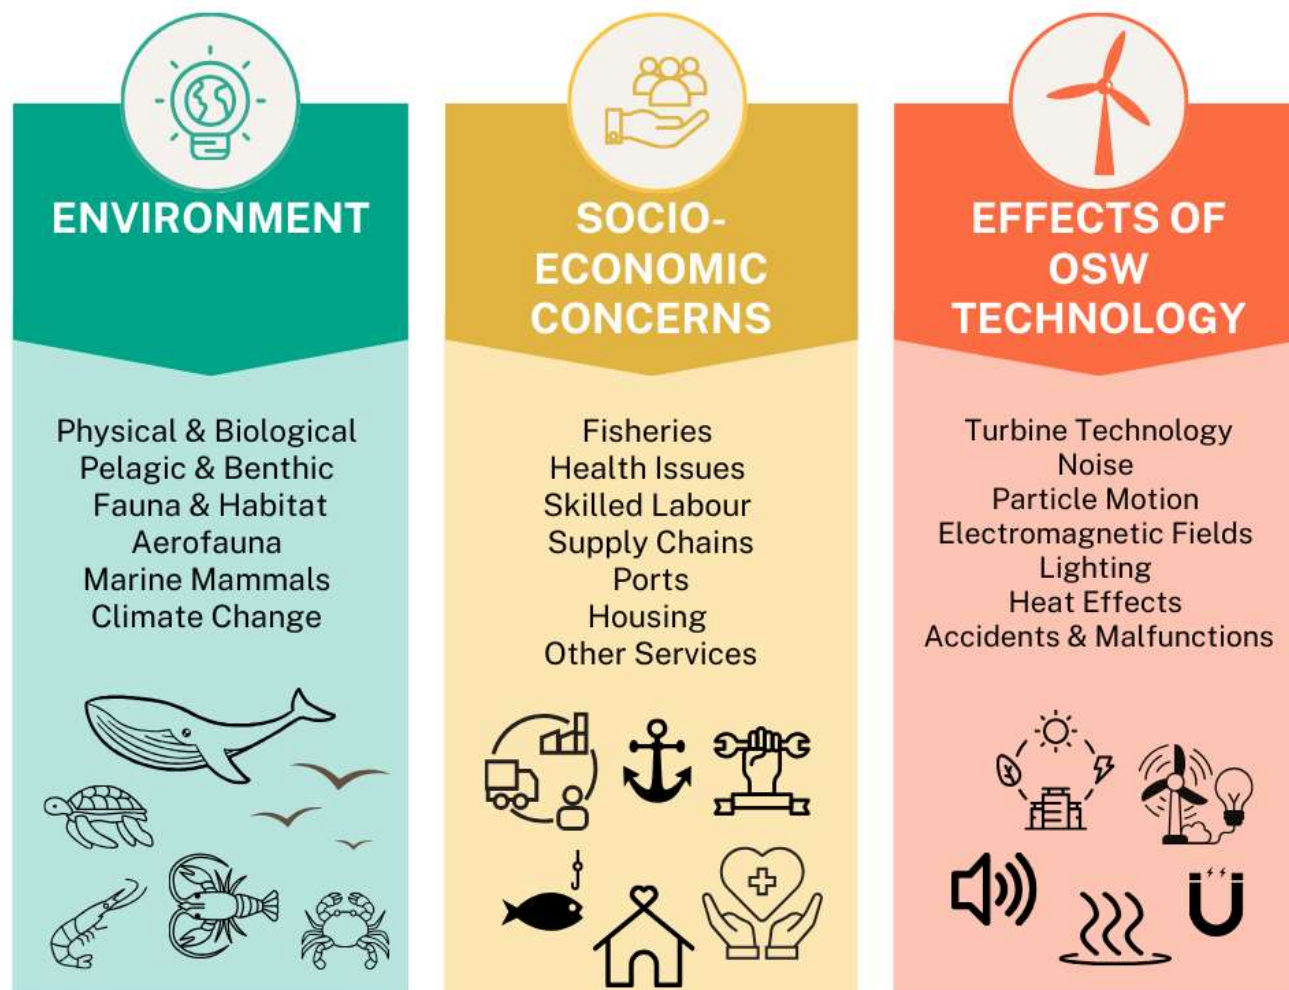 ENVIRONMENT
Physical & Biological
Pelagic & Benthic
Fauna & Habitat
Aerofauna
Marine Mammals
Climate Change
SOCIO-
ECONOMIC
CONCERNS
Fisheries
Health Issues
Skilled Labour
Supply Chains
Ports
Housing
Other Services
EFFECTS OF
OSW
TECHNOLOGY
Turbine Technology
Noise
Particle Motion
Electromagnetic Fields
Lighting
Heat Effects
Accidents & Malfunctions